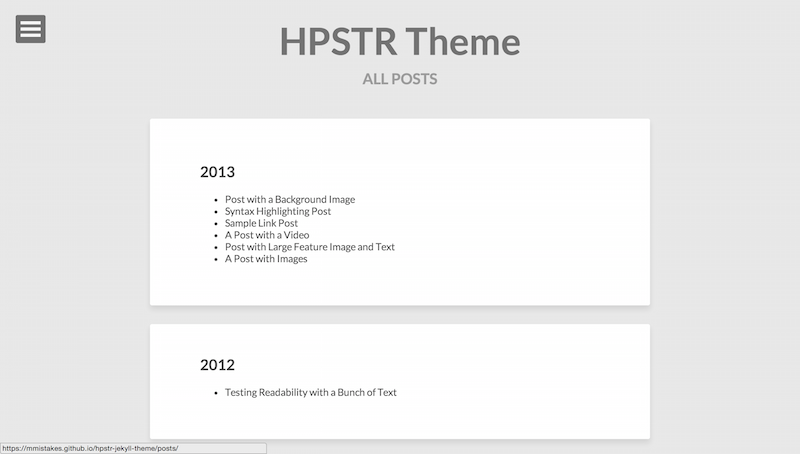 HPSTR Theme
ALL POSTS
2013
Post with a Background Image
Syntax Highlighting Post
Sample Link Post
A Post with a Video
Post with Large Feature Image and Text
A Post with Images
2012
Testing Readability with a Bunch of Text
https://mmistakes.github.io/hpstr-jekyll-theme/posts/